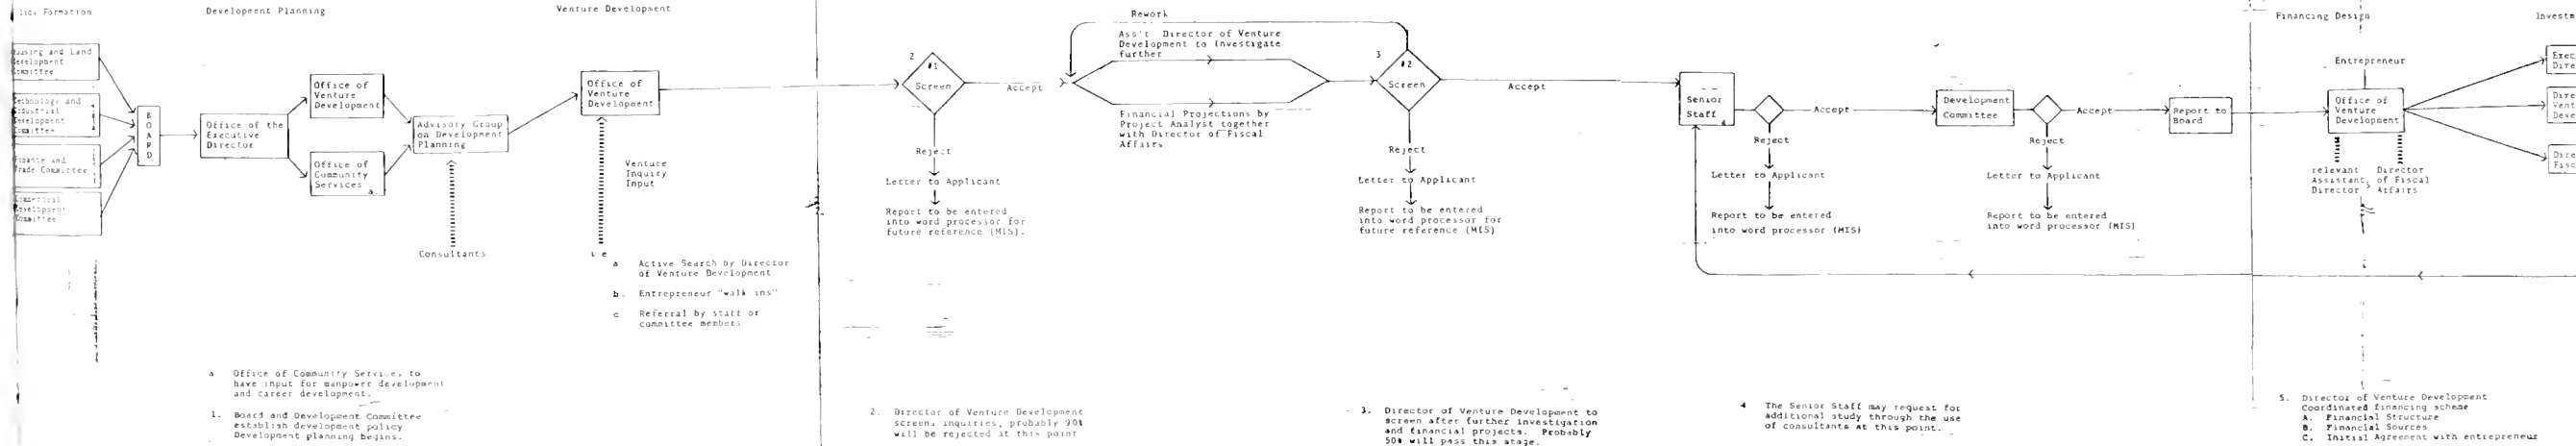 Formation
Development Planning
Venture Development
Financing Design
Housing and Land
Development
Committee
Technology and
Industrial
Development
Committee
Finance and
Trade Committee
Commercial
Development
Committee
BOARD
Office of the
Executive
Director
Office of
Venture
Development
Office of
Community
Services
a.
Advisory Group
on Development
Planning
Consultants
Office of
Venture
Development
Venture
Inquiry
Input
a Active Search by Director
of Venture Development
b. Entrepreneur "walk ins"
c Referral by staff or
committee members
a Office of Community Services to
have input for manpower development
and career development.
1. Board and Development Committee
establish development policy
Development planning begins.
2
#1
Screen
Accept
Reject
Letter to Applicant
Report to be entered
into word processor for
future reference (MIS).
2. Director of Venture Development
screens inquiries, probably 90%
will be rejected at this point
Rework
Ass't Director of Venture
Development to investigate
further
Financial Projections by
Project Analyst together
with Director of Fiscal
Affairs
3
#2
Screen
Accept
Reject
Letter to Applicant
Report to be entered
into word processor for
future reference (MIS)
3. Director of Venture Development to
screen after further investigation
and financial projects. Probably
50% will pass this stage.
Senior
Staff
4
Accept
Reject
Letter to Applicant
Report to be entered
into word processor (MIS)
4 The Senior Staff may request for
additional study through the use
of consultants at this point.
Development
Committee
Accept
Reject
Letter to Applicant
Report to be entered
into word processor (MIS)
Report to
Board
Entrepreneur
Office of
Venture
Development
relevant
Assistant
Director
Director
of Fiscal
Affairs
5. Director of Venture Development
Coordinated financing scheme
A. Financial Structure
B. Financial Sources
C. Initial Agreement with entrepreneur